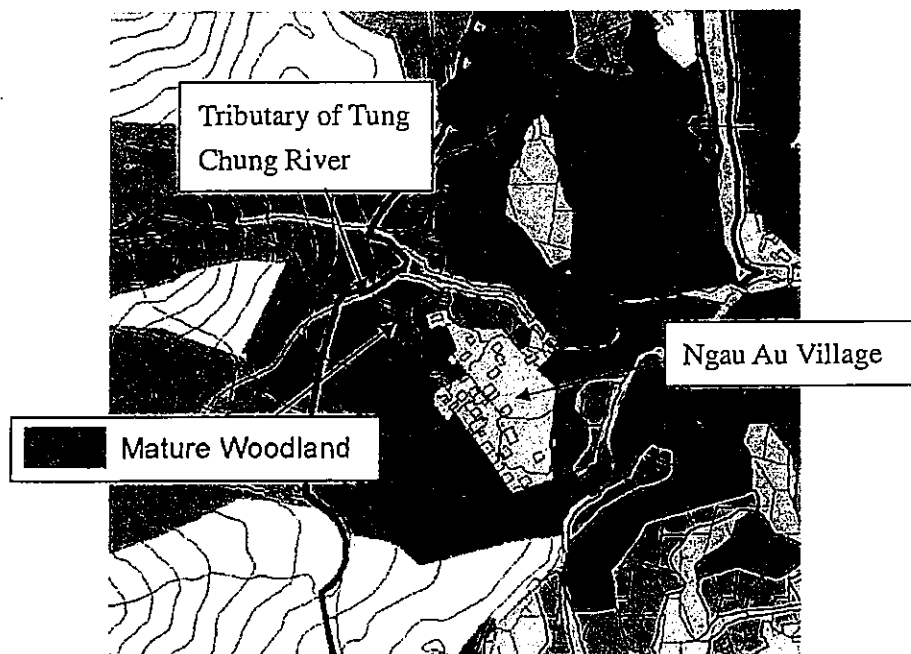 Tributary of Tung
Chung River
Ngau Au Village
Mature Woodland